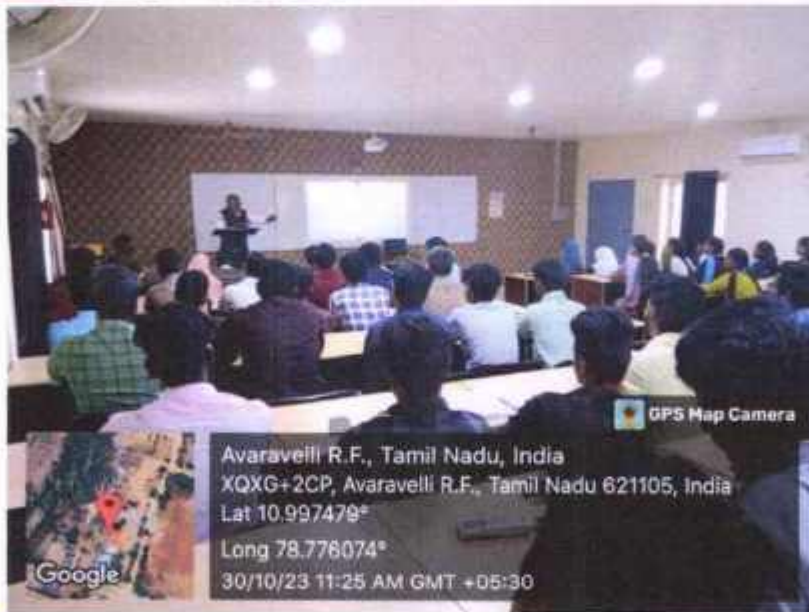 GPS Map Camera
Avaravelli R.F., Tamil Nadu, India
XQXG+2CP, Avaravelli R.F., Tamil Nadu 621105, India
Lat 10.997479°
Long 78.776074°
30/10/23 11:25 AM GMT +05:30
Google